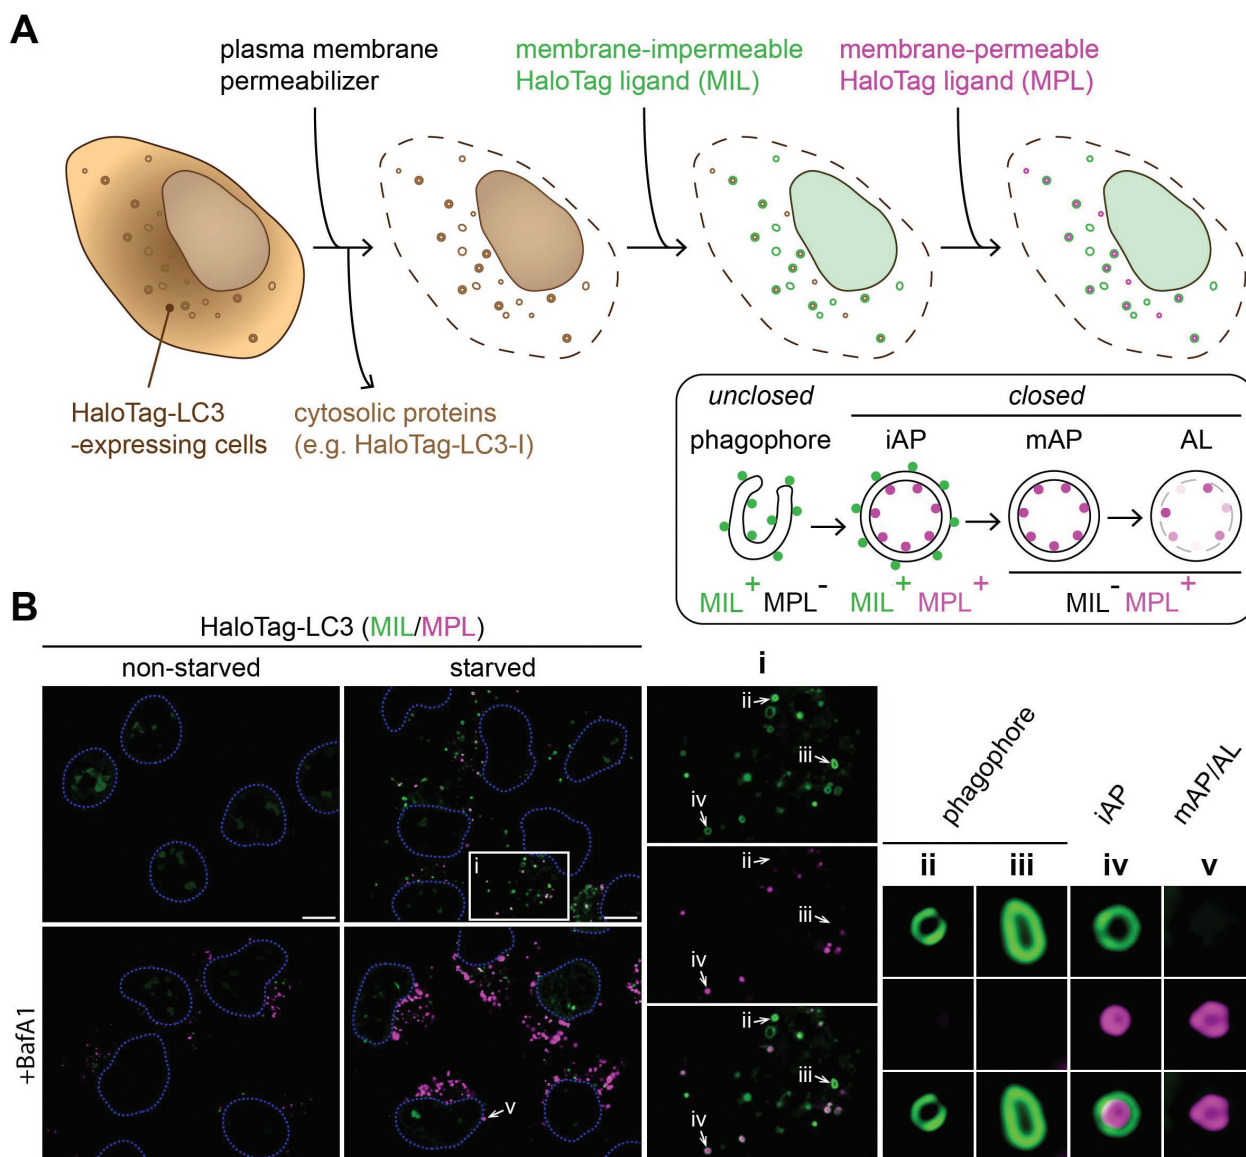 A
plasma membrane
permeabilizer
membrane-impermeable
HaloTag ligand (MIL)
membrane-permeable
HaloTag ligand (MPL)
HaloTag-LC3
-expressing cells
cytosolic proteins
(e.g. HaloTag-LC3-I)
unclosed
closed
phagophore
iAP
mAP
AL
MIL+ MPL-
MIL+ MPL+
MIL- MPL+
B
HaloTag-LC3 (MIL/MPL)
non-starved
starved
+BafA1
i
v
i
ii
iii
iv
ii
iii
iv
ii
iii
iv
phagophore
iAP
mAP/AL
ii
iii
iv
v